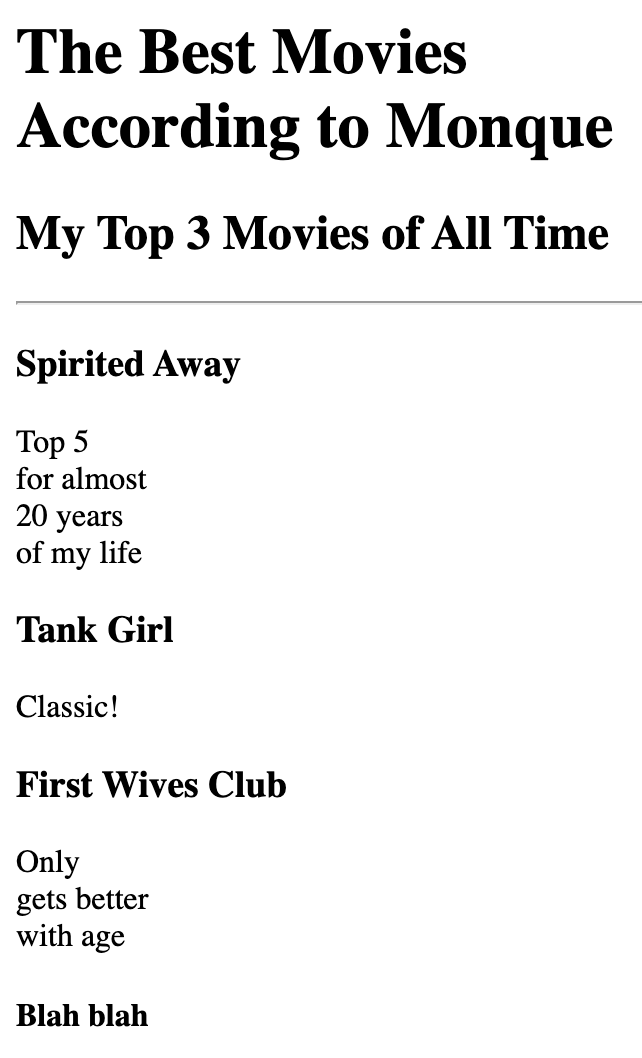 The Best Movies
According to Monque
My Top 3 Movies of All Time
Spirited Away
Top 5
for almost
20 years
of my life
Tank Girl
Classic!
First Wives Club
Only
gets better
with age
Blah blah